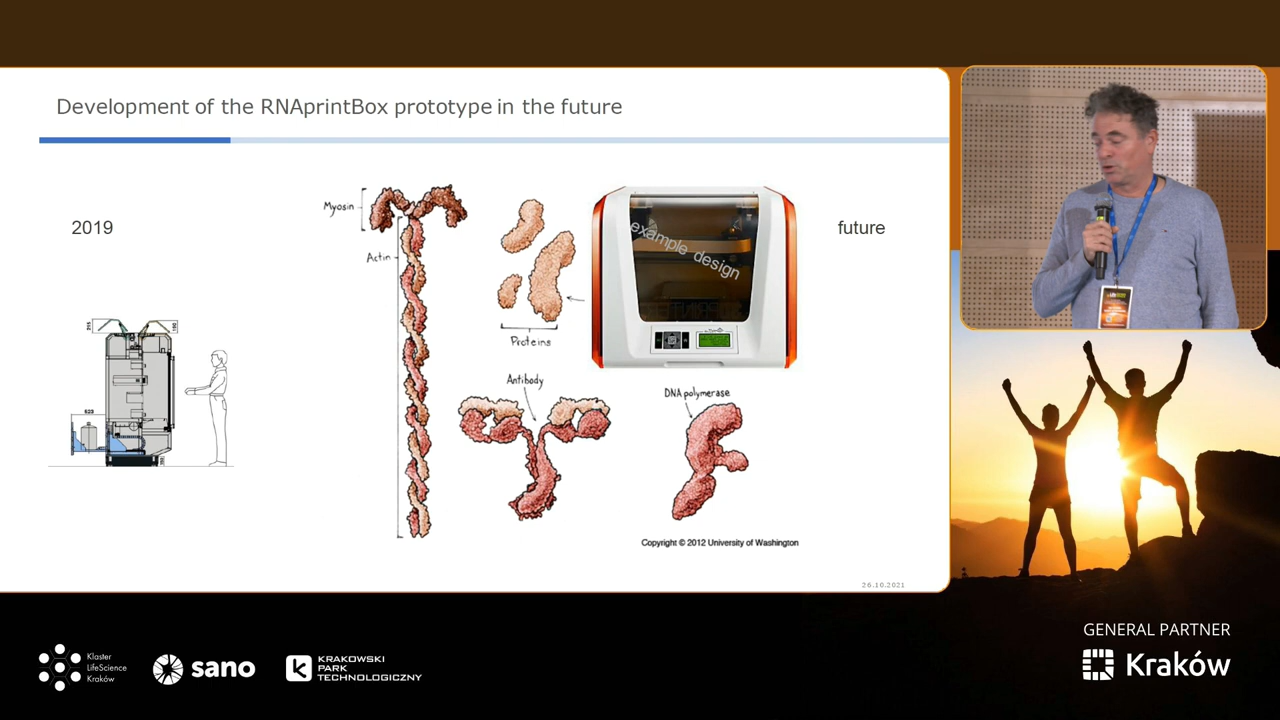 Development of the RNAprintBox prototype in the future
2019
future
Myosin
Actin
Proteins
example design
Antibody
DNA polymerase
Copyright © 2012 University of Washington
26.10.2021
Klaster
LifeScience
Kraków
sano
KRAKOWSKI
PARK
TECHNOLOGICZNY
GENERAL PARTNER
Kraków